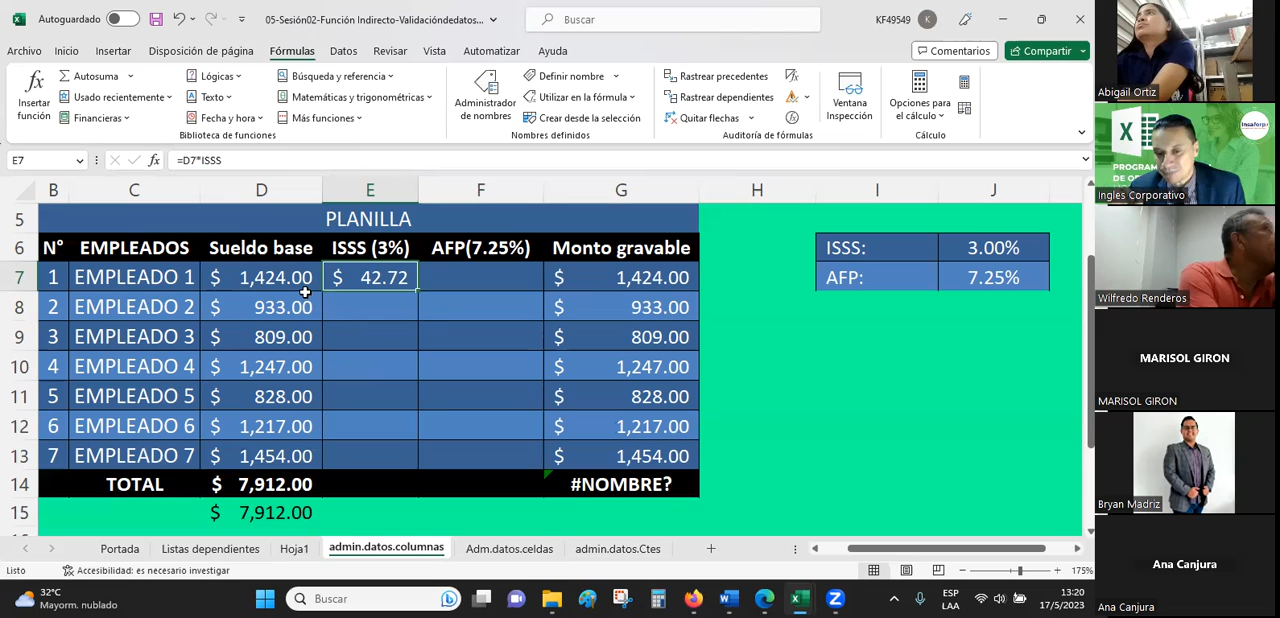 Autoguardado
05-Sesión02-Función Indirecto-Validacióndedatos...
Buscar
KF49549
K
Archivo Inicio Insertar Disposición de página Fórmulas Datos Revisar Vista Automatizar Ayuda
Comentarios
Compartir
fx
Insertar función
Autosuma
Usado recientemente
Financieras
Lógicas
Texto
Fecha y hora
Búsqueda y referencia
Matemáticas y trigonométricas
Más funciones
Biblioteca de funciones
Administrador de nombres
Definir nombre
Utilizar en la fórmula
Crear desde la selección
Nombres definidos
Rastrear precedentes
Rastrear dependientes
Quitar flechas
Auditoría de fórmulas
Ventana Inspección
Opciones para el cálculo
Cálculo
E7
fx
=D7*ISSS
B C D E F G H I J
5 PLANILLA
6 N° EMPLEADOS Sueldo base ISSS (3%) AFP(7.25%) Monto gravable ISSS: 3.00%
7 1 EMPLEADO 1 $ 1,424.00 $ 42.72 $ 1,424.00 AFP: 7.25%
8 2 EMPLEADO 2 $ 933.00 $ 933.00
9 3 EMPLEADO 3 $ 809.00 $ 809.00
10 4 EMPLEADO 4 $ 1,247.00 $ 1,247.00
11 5 EMPLEADO 5 $ 828.00 $ 828.00
12 6 EMPLEADO 6 $ 1,217.00 $ 1,217.00
13 7 EMPLEADO 7 $ 1,454.00 $ 1,454.00
14 TOTAL $ 7,912.00 #NOMBRE?
15 $ 7,912.00
Portada Listas dependientes Hoja1 admin.datos.columnas Adm.datos.celdas admin.datos.Ctes
Listo
Accesibilidad: es necesario investigar
175%
32°C
Mayorm. nublado
Buscar
ESP
LAA
13:20
17/5/2023
Abigail Ortiz
Insaforp
PROGRAM
DE O
Ingles Corporativo
Wilfredo Renderos
MARISOL GIRON
MARISOL GIRON
Bryan Madriz
Ana Canjura
Ana Canjura